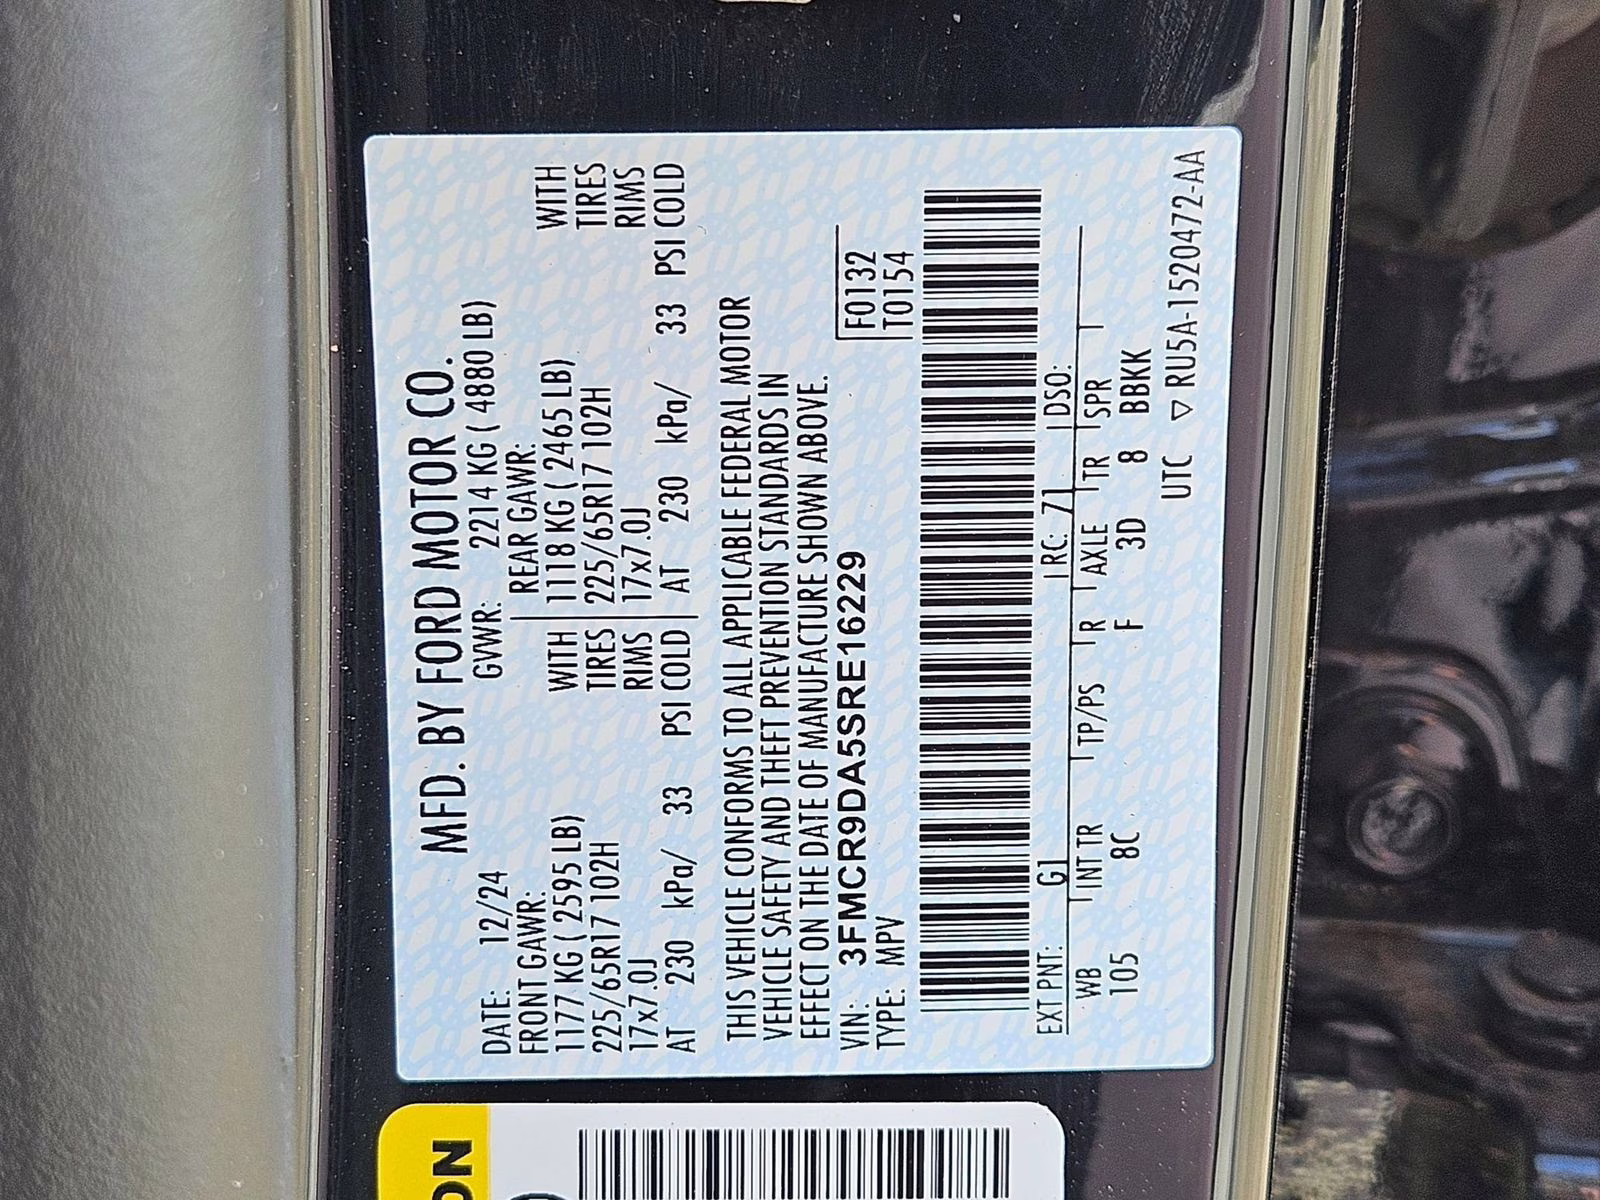 MFD. BY FORD MOTOR CO.
DATE: 12/24 GVWR: 2214 KG ( 4880 LB)
FRONT GAWR: REAR GAWR:
1177 KG ( 2595 LB) WITH 1118 KG ( 2465 LB) WITH
225/65R17 102H TIRES 225/65R17 102H TIRES
17x7.0J RIMS 17x7.0J RIMS
AT 230 kPa/ 33 PSI COLD AT 230 kPa/ 33 PSI COLD
THIS VEHICLE CONFORMS TO ALL APPLICABLE FEDERAL MOTOR
VEHICLE SAFETY AND THEFT PREVENTION STANDARDS IN
EFFECT ON THE DATE OF MANUFACTURE SHOWN ABOVE.
VIN: 3FMCR9DA5SRE16229 F0132
TYPE: MPV T0154
EXT PNT: G1 RC: 71 DSO:
WB INT TR TP/PS R AXLE TR SPR
105 8C F 3D 8 BBKK
UTC ▽ RU5A-1520472-AA